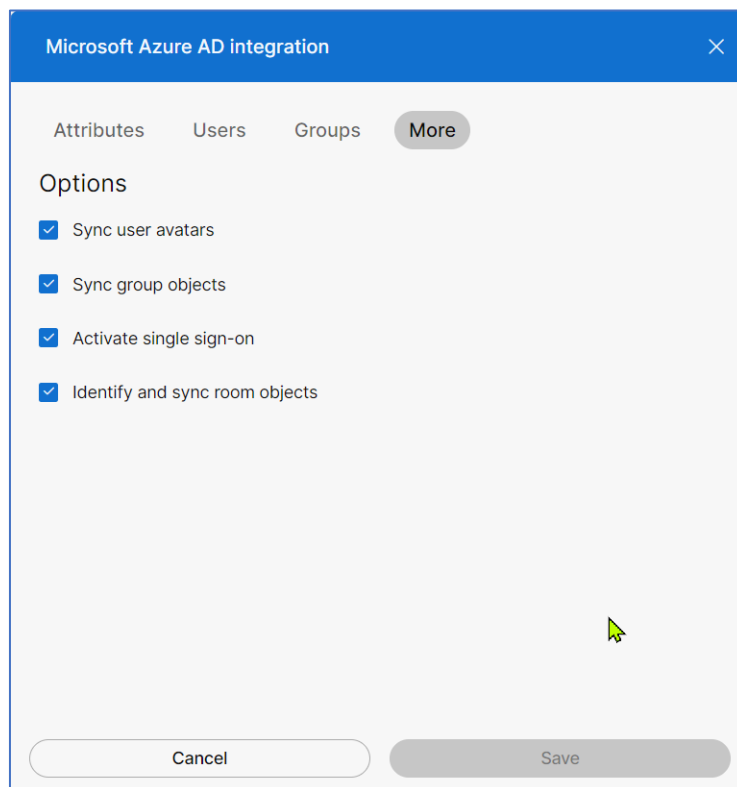 Microsoft Azure AD integration
Attributes Users Groups More
Options
Sync user avatars
Sync group objects
Activate single sign-on
Identify and sync room objects
Cancel Save